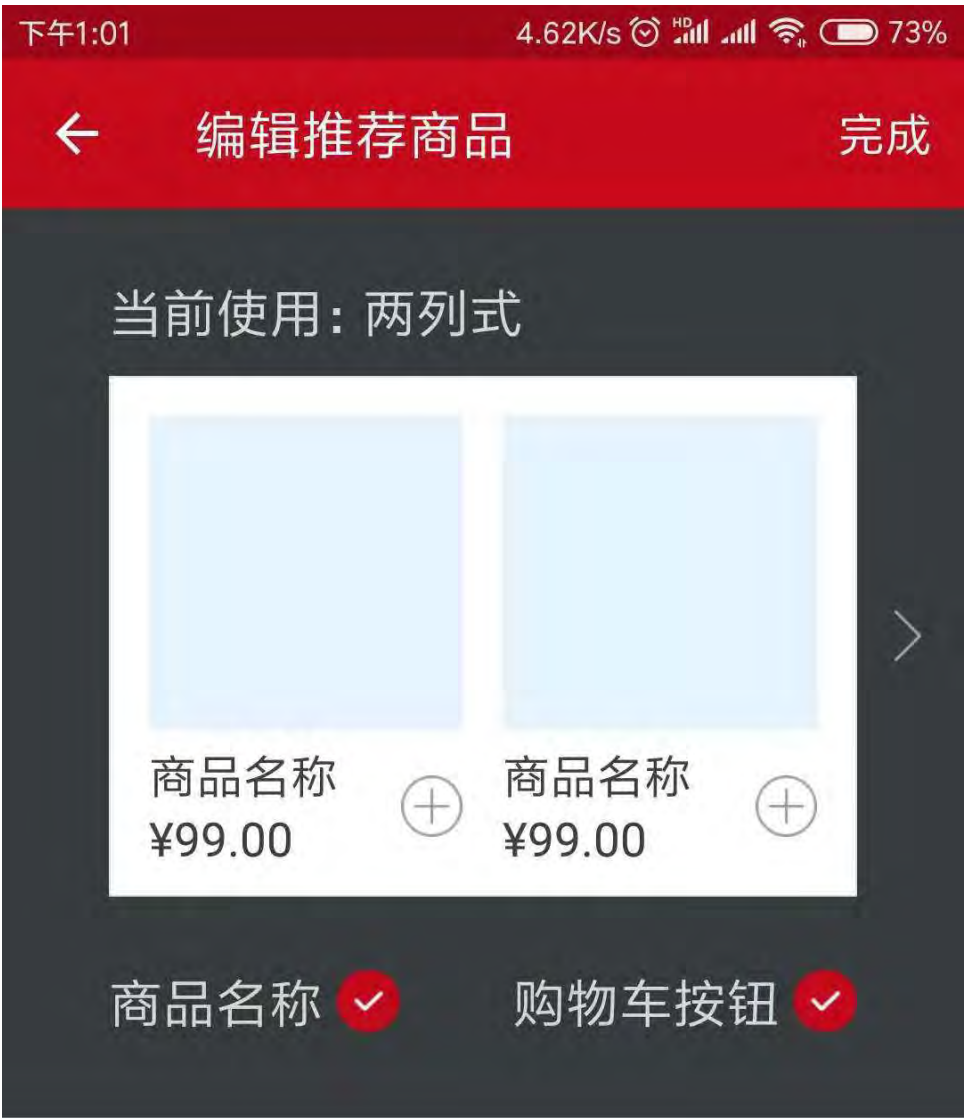 下午1:01 4.62K/s HD 73%
编辑推荐商品 完成
当前使用：两列式
商品名称 商品名称
¥99.00 ¥99.00
商品名称 购物车按钮